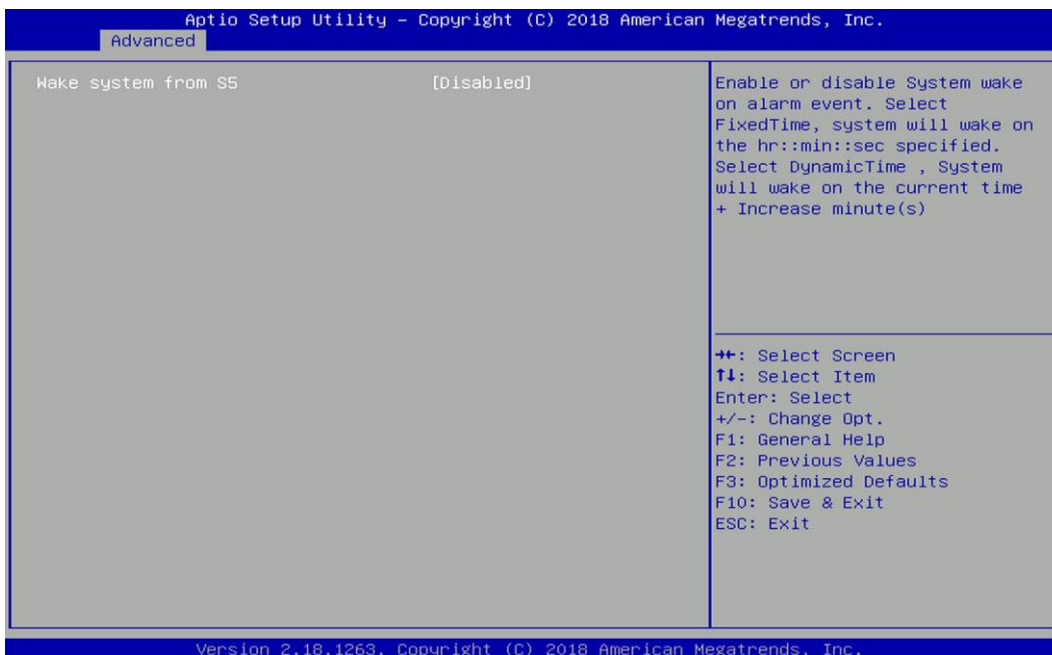 Aptio Setup Utility – Copyright (C) 2018 American Megatrends, Inc.
Advanced
Wake system from S5 [Disabled]
Enable or disable System wake
on alarm event. Select
FixedTime, system will wake on
the hr::min::sec specified.
Select DynamicTime , System
will wake on the current time
+ Increase minute(s)
→←: Select Screen
↑↓: Select Item
Enter: Select
+/-: Change Opt.
F1: General Help
F2: Previous Values
F3: Optimized Defaults
F10: Save & Exit
ESC: Exit
Version 2.18.1263. Copyright (C) 2018 American Megatrends, Inc.